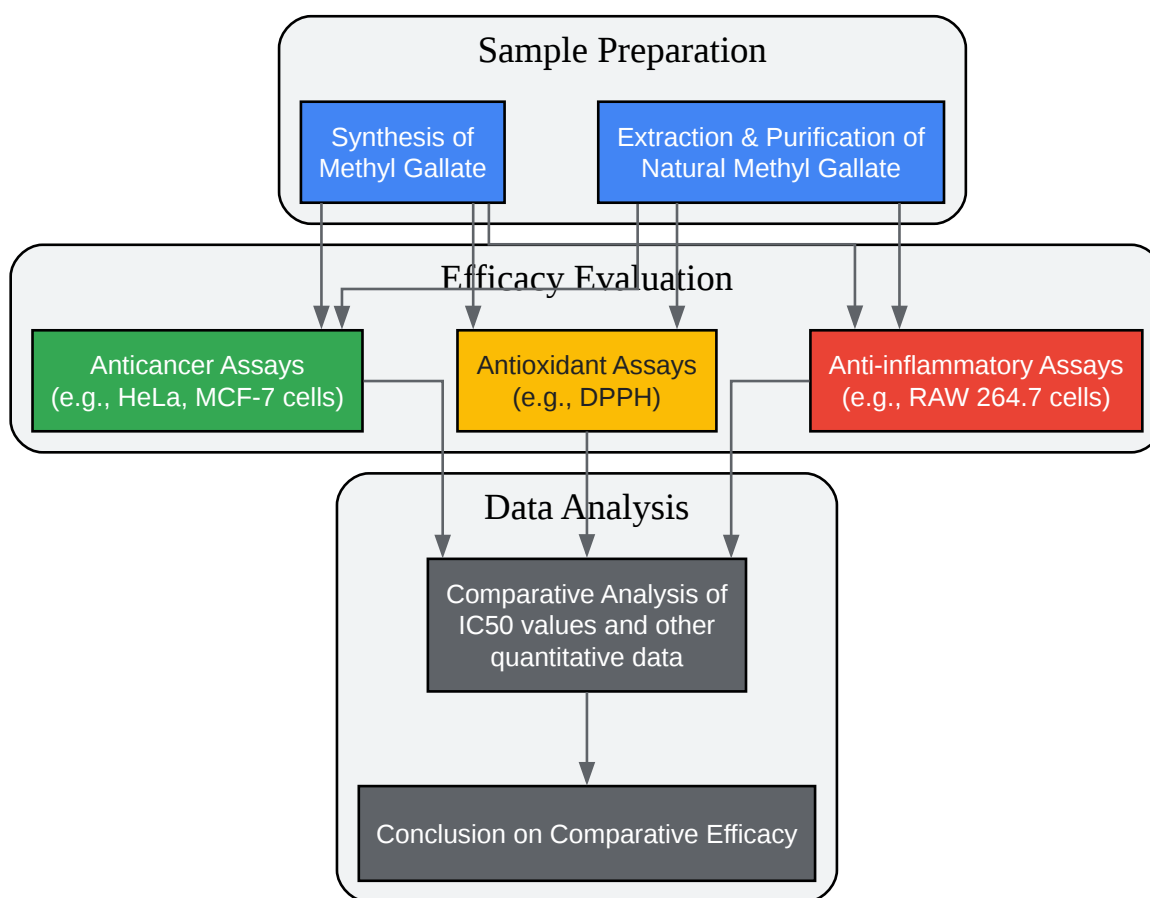 Sample Preparation
Synthesis of
Methyl Gallate
Extraction & Purification of
Natural Methyl Gallate
Efficacy Evaluation
Anticancer Assays
(e.g., HeLa, MCF-7 cells)
Antioxidant Assays
(e.g., DPPH)
Anti-inflammatory Assays
(e.g., RAW 264.7 cells)
Data Analysis
Comparative Analysis of
IC50 values and other
quantitative data
Conclusion on Comparative Efficacy